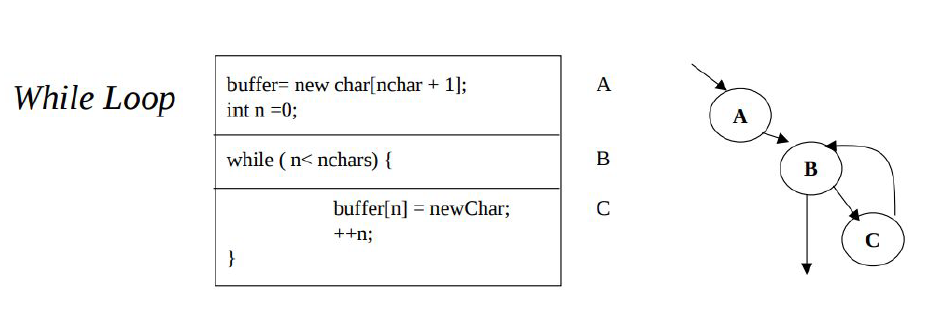 While Loop
buffer= new char[nchar + 1];
int n =0;
while ( n< nchars) {
buffer[n] = newChar;
++n;
}
A
B
C
A
B
C